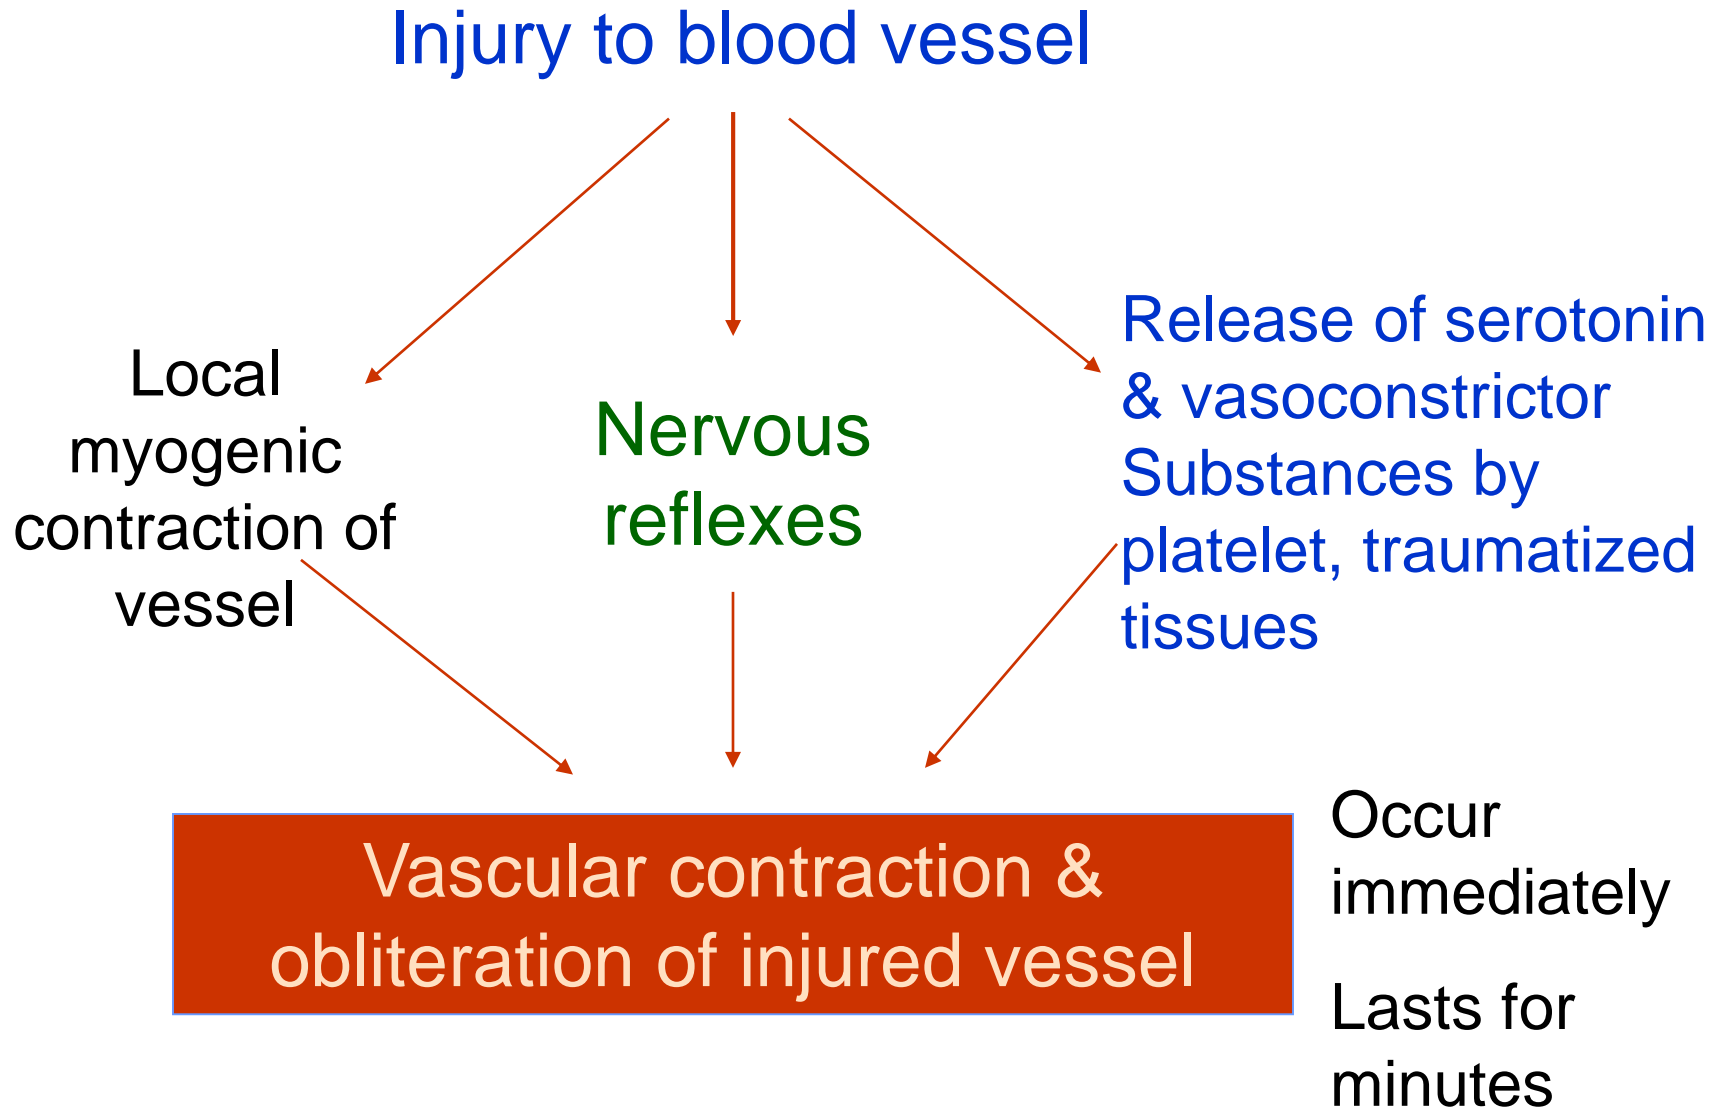 Injury to blood vessel
Local
myogenic
contraction of
vessel
Nervous
reflexes
Release of serotonin
& vasoconstrictor
Substances by
platelet, traumatized
tissues
Vascular contraction &
obliteration of injured vessel
Occur
immediately
Lasts for
minutes